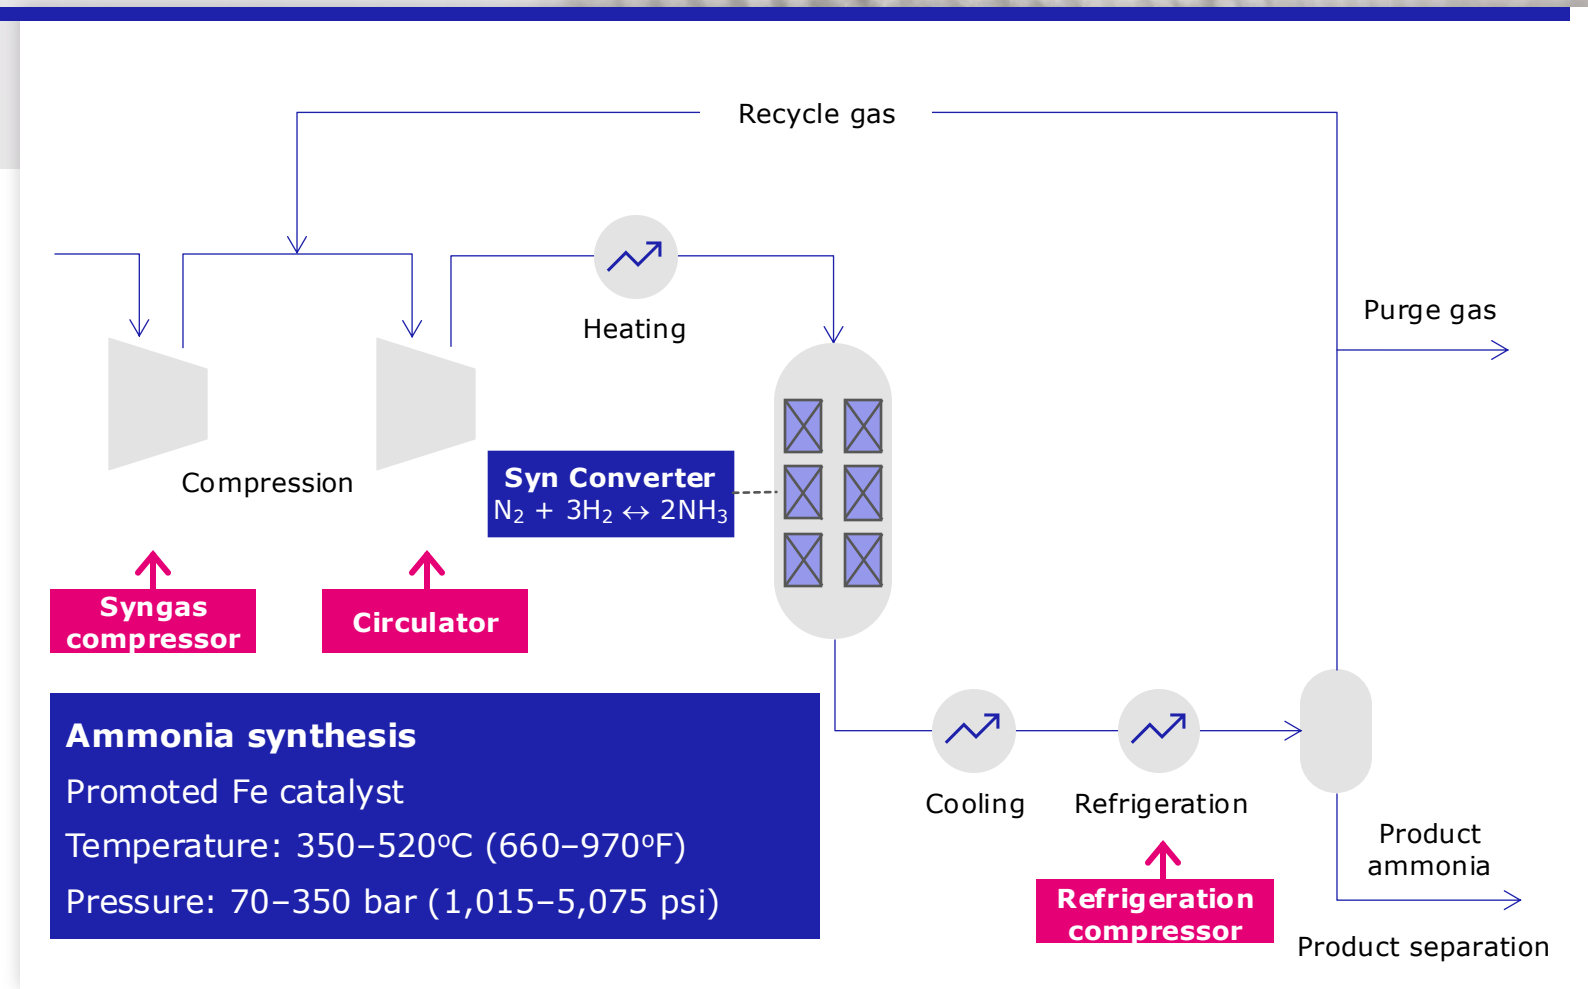 Recycle gas
Purge gas
Heating
Compression
Syn Converter
N₂ + 3H₂ ↔ 2NH₃
Syngas
compressor
Circulator
Ammonia synthesis
Promoted Fe catalyst
Temperature: 350–520ºC (660–970ºF)
Pressure: 70–350 bar (1,015–5,075 psi)
Cooling
Refrigeration
Refrigeration
compressor
Product
ammonia
Product separation